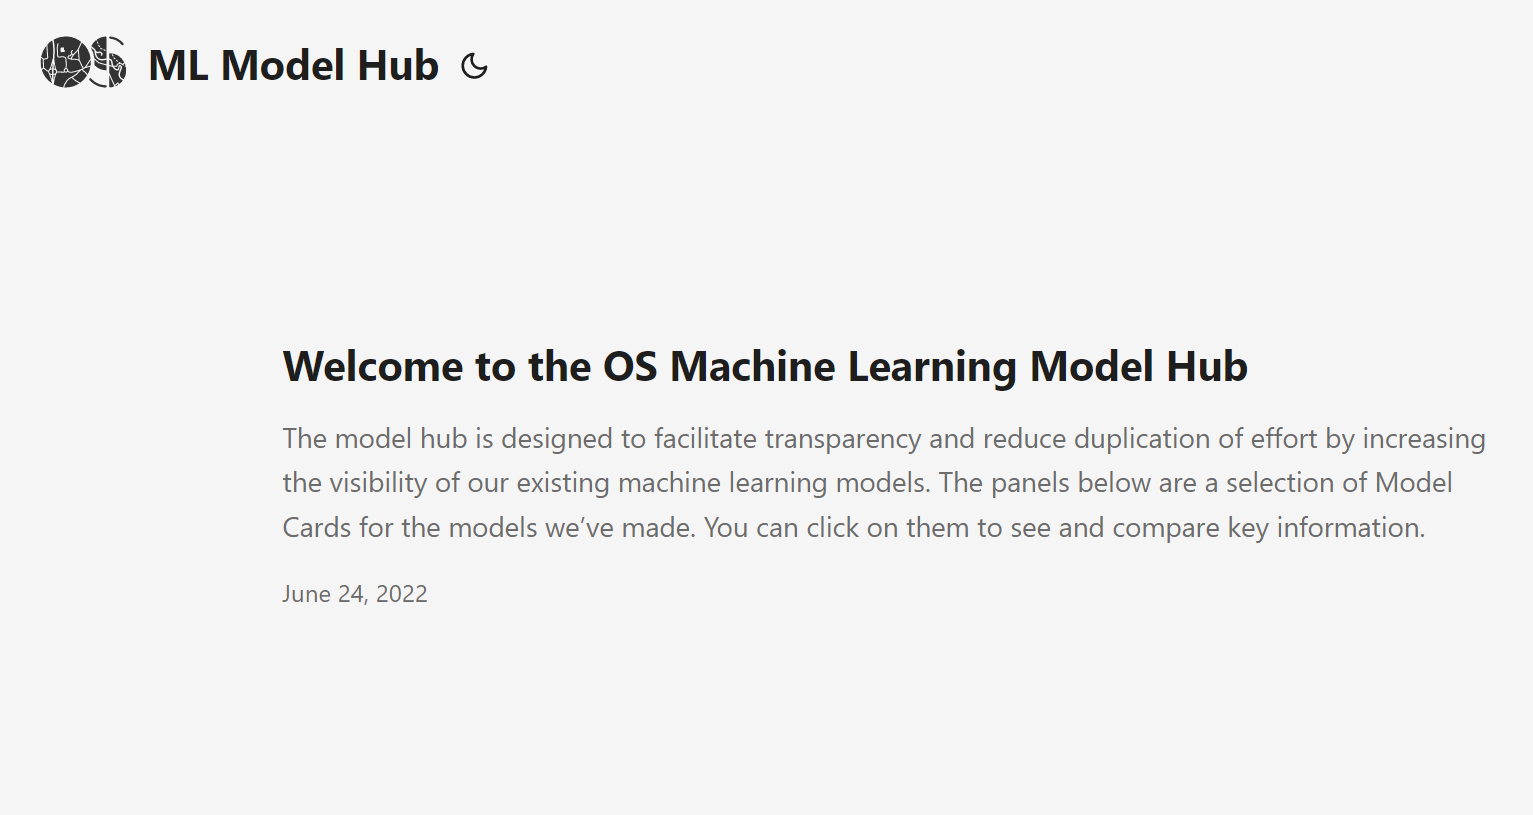 OS ML Model Hub
Welcome to the OS Machine Learning Model Hub
The model hub is designed to facilitate transparency and reduce duplication of effort by increasing
the visibility of our existing machine learning models. The panels below are a selection of Model
Cards for the models we’ve made. You can click on them to see and compare key information.
June 24, 2022